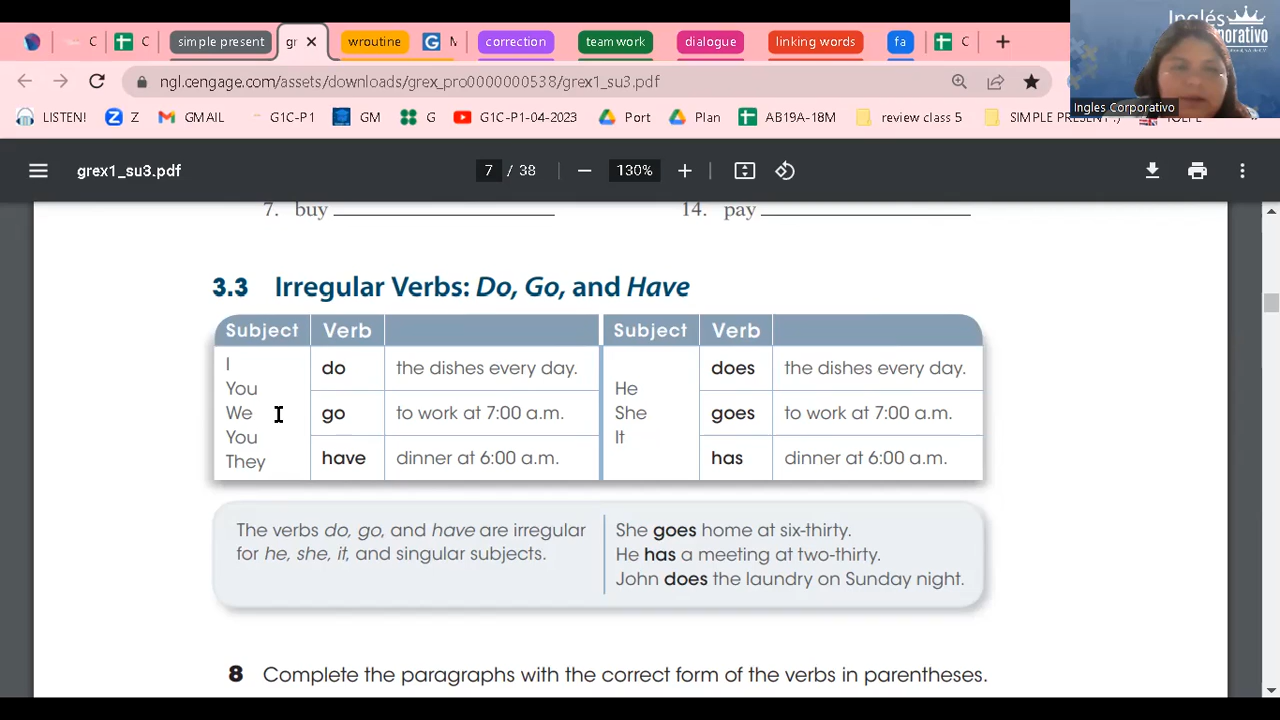 simple present
gr
wroutine
correction
team work
dialogue
linking words
fa
C
ngl.cengage.com/assets/downloads/grex_pro0000000538/grex1_su3.pdf
Inglés
Corporativo
Ingles Corporativo
LISTEN!
Z
GMAIL
G1C-P1
GM
G
G1C-P1-04-2023
Port
Plan
AB19A-18M
review class 5
SIMPLE PRESENT :)
grex1_su3.pdf
7 / 38
130%
7. buy
14. pay
3.3 Irregular Verbs: Do, Go, and Have
Subject Verb Subject Verb
I
You
We
You
They
do the dishes every day.
go to work at 7:00 a.m.
have dinner at 6:00 a.m.
He
She
It
does the dishes every day.
goes to work at 7:00 a.m.
has dinner at 6:00 a.m.
The verbs do, go, and have are irregular
for he, she, it, and singular subjects.
She goes home at six-thirty.
He has a meeting at two-thirty.
John does the laundry on Sunday night.
8 Complete the paragraphs with the correct form of the verbs in parentheses.